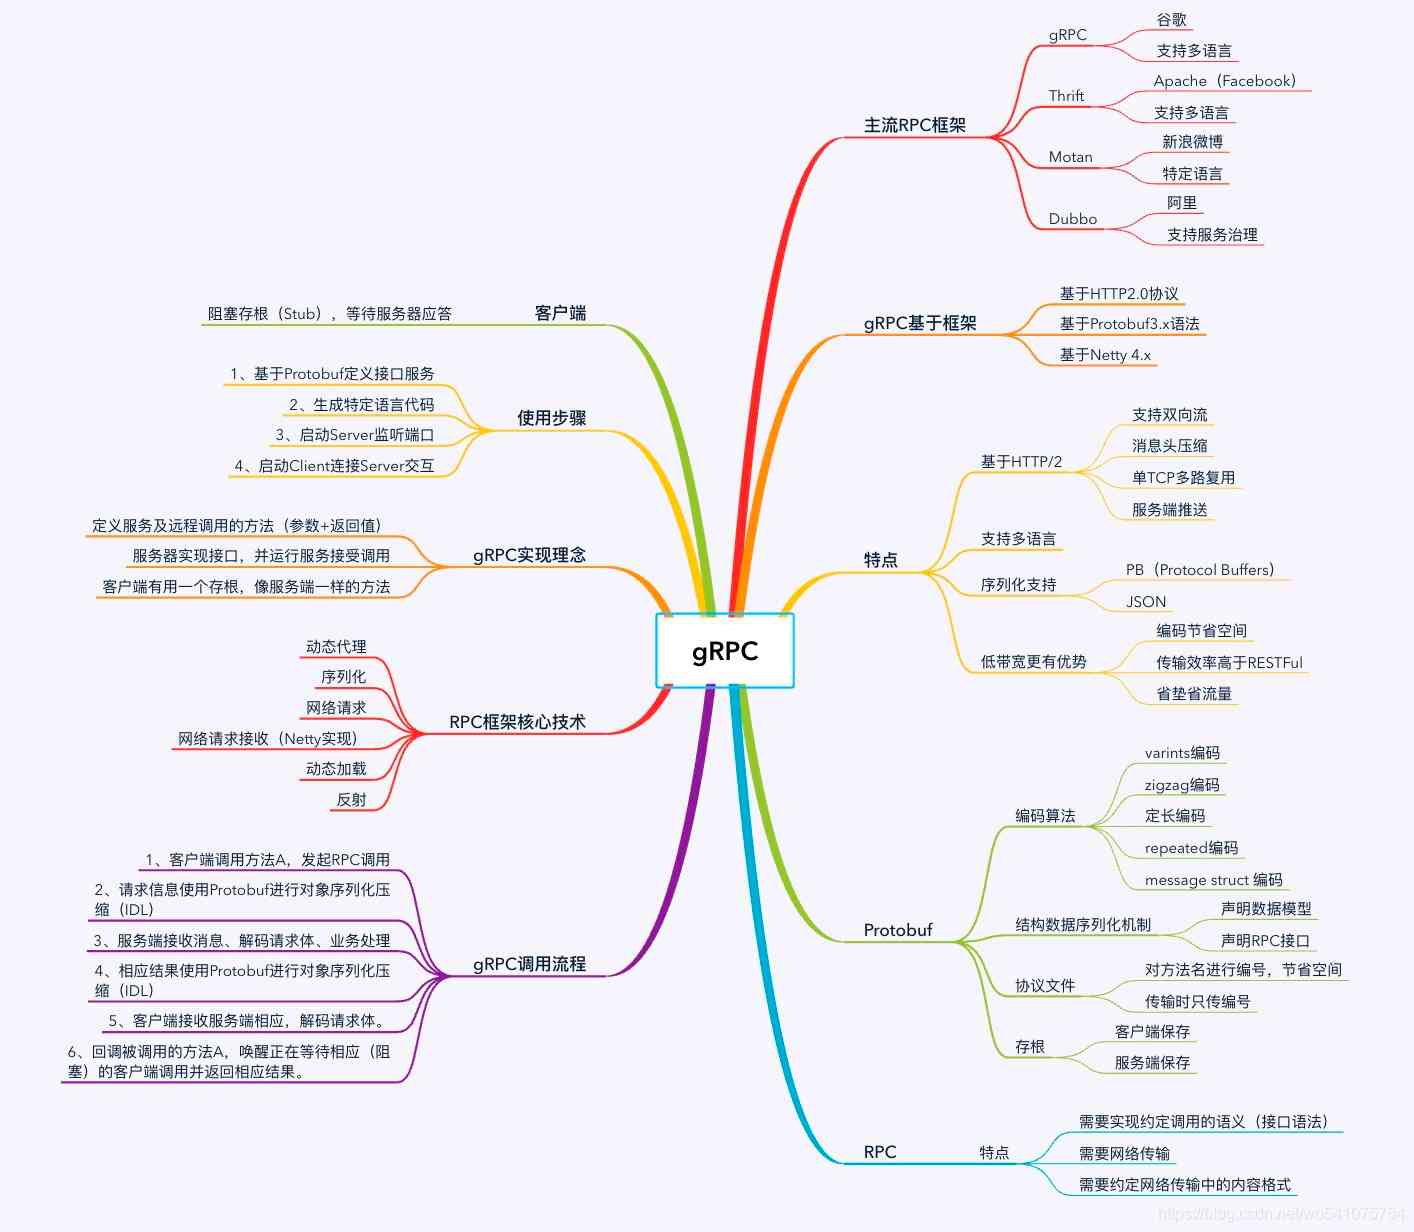 主流RPC框架
gRPC
谷歌
支持多语言
Thrift
Apache（Facebook）
支持多语言
Motan
新浪微博
特定语言
Dubbo
阿里
支持服务治理
gRPC基于框架
基于HTTP2.0协议
基于Protobuf3.x语法
基于Netty 4.x
特点
基于HTTP/2
支持双向流
消息头压缩
单TCP多路复用
服务端推送
支持多语言
序列化支持
PB（Protocol Buffers）
JSON
低带宽更有优势
编码节省空间
传输效率高于RESTFul
省垫省流量
Protobuf
编码算法
varints编码
zigzag编码
定长编码
repeated编码
message struct 编码
结构数据序列化机制
声明数据模型
声明RPC接口
协议文件
对方法名进行编号，节省空间
传输时只传编号
存根
客户端保存
服务端保存
RPC
特点
需要实现约定调用的语义（接口语法）
需要网络传输
需要约定网络传输中的内容格式
gRPC
客户端
阻塞存根（Stub），等待服务器应答
使用步骤
1、基于Protobuf定义接口服务
2、生成特定语言代码
3、启动Server监听端口
4、启动Client连接Server交互
gRPC实现理念
定义服务及远程调用的方法（参数+返回值）
服务器实现接口，并运行服务接受调用
客户端有用一个存根，像服务端一样的方法
RPC框架核心技术
动态代理
序列化
网络请求
网络请求接收（Netty实现）
动态加载
反射
gRPC调用流程
1、客户端调用方法A，发起RPC调用
2、请求信息使用Protobuf进行对象序列化压
缩（IDL）
3、服务端接收消息、解码请求体、业务处理
4、相应结果使用Protobuf进行对象序列化压
缩（IDL）
5、客户端接收服务端相应，解码请求体。
6、回调被调用的方法A，唤醒正在等待相应（阻
塞）的客户端调用并返回相应结果。
https://blog.csdn.net/wu541075754